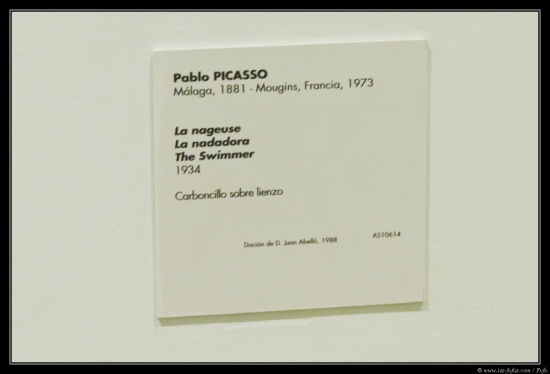 Pablo PICASSO
Málaga, 1881 - Mougins, Francia, 1973
La nageuse
La nadadora
The Swimmer
1934
Carboncillo sobre lienzo
Dación de D. Juan Abelló, 1988 AS10614